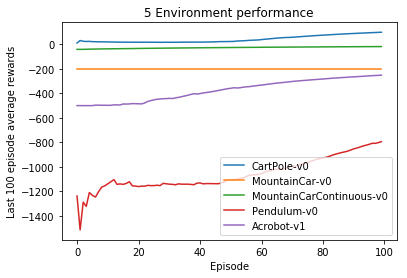 5 Environment performance
Last 100 episode average rewards
0
−200
−400
−600
−800
−1000
−1200
−1400
CartPole-v0
MountainCar-v0
MountainCarContinuous-v0
Pendulum-v0
Acrobot-v1
0
20
40
60
80
100
Episode